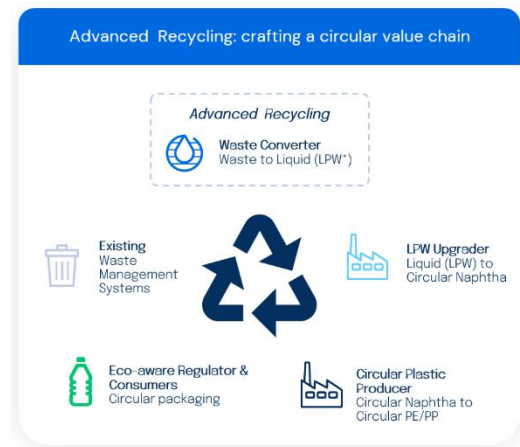 Advanced Recycling: crafting a circular value chain
Advanced Recycling
Waste Converter
Waste to Liquid (LPW*)
Existing
Waste
Management
Systems
LPW Upgrader
Liquid (LPW) to
Circular Naphtha
Eco-aware Regulator &
Consumers
Circular packaging
Circular Plastic
Producer
Circular Naphtha to
Circular PE/PP